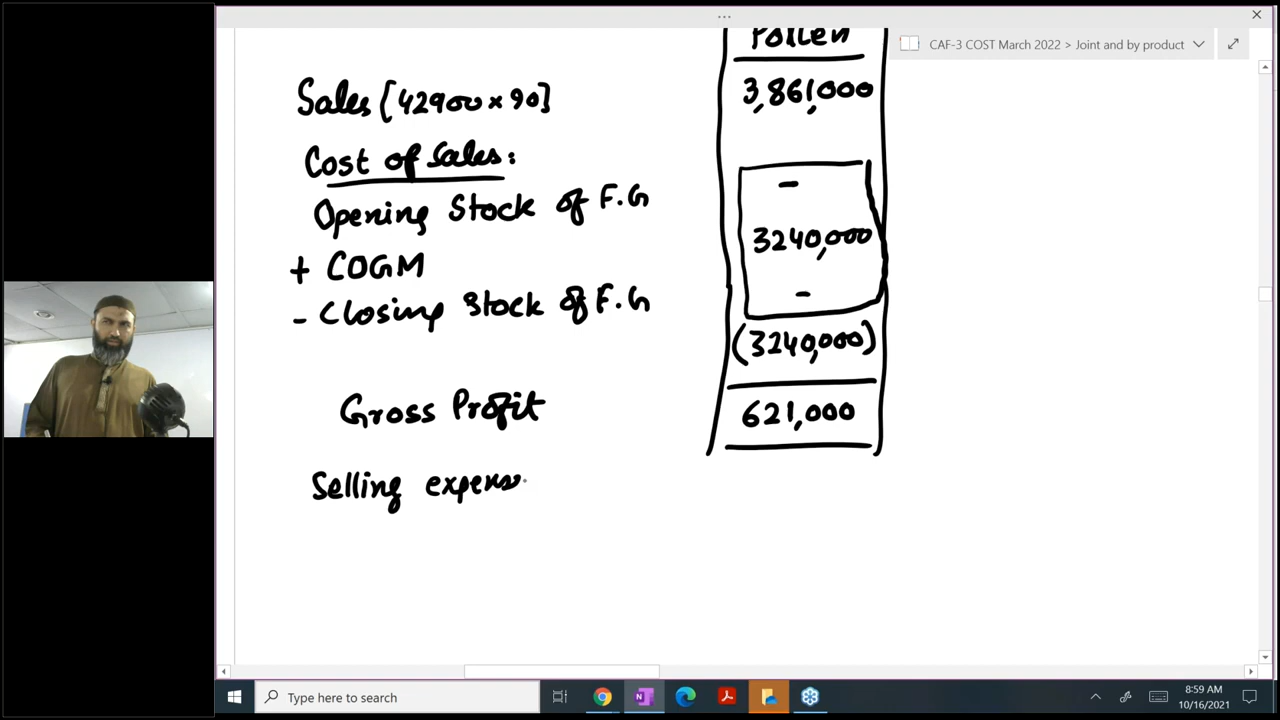 CAF-3 COST March 2022 > Joint and by product
Pollen
Sales [42900 × 90] 3,861,000
Cost of Sales:
Opening Stock of F.G -
+ COGM 3240,000
- Closing Stock of F.G -
(3240,000)
Gross Profit 621,000
Selling expens
Type here to search
8:59 AM
10/16/2021